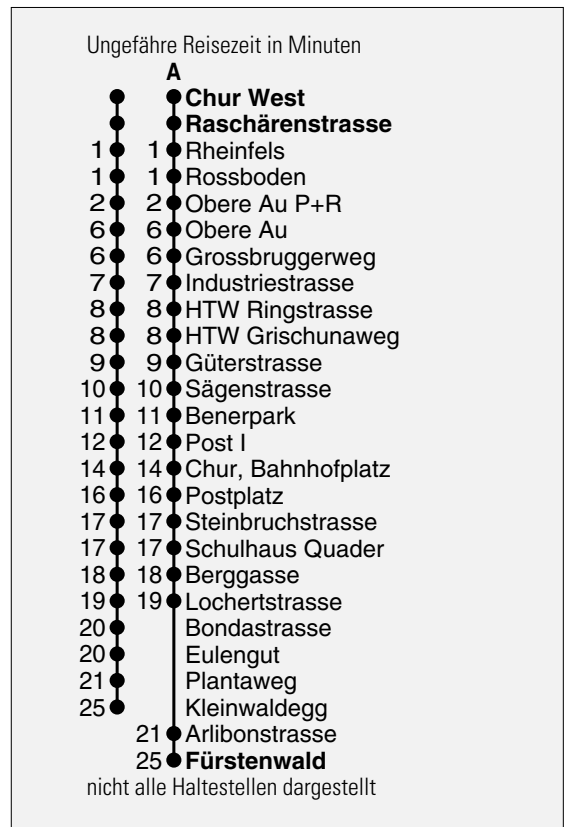 Ungefähre Reisezeit in Minuten
A
Chur West
Raschärenstrasse
1 1 Rheinfels
1 1 Rossboden
2 2 Obere Au P+R
6 6 Obere Au
6 6 Grossbruggerweg
7 7 Industriestrasse
8 8 HTW Ringstrasse
8 8 HTW Grischunaweg
9 9 Güterstrasse
10 10 Sägenstrasse
11 11 Benerpark
12 12 Post I
14 14 Chur, Bahnhofplatz
16 16 Postplatz
17 17 Steinbruchstrasse
17 17 Schulhaus Quader
18 18 Berggasse
19 19 Lochertstrasse
20 Bondastrasse
20 Eulengut
21 Plantaweg
25 Kleinwaldegg
21 Arlibonstrasse
25 Fürstenwald
nicht alle Haltestellen dargestellt